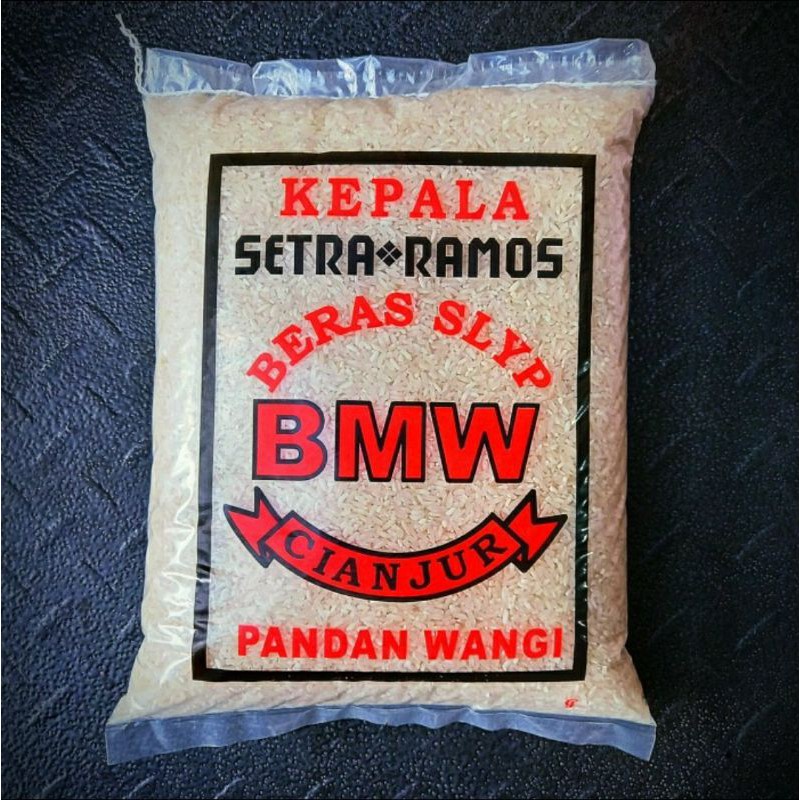 KEPALA
SETRA❖RAMOS
BERAS SLYP
BMW
CIANJUR
PANDAN WANGI